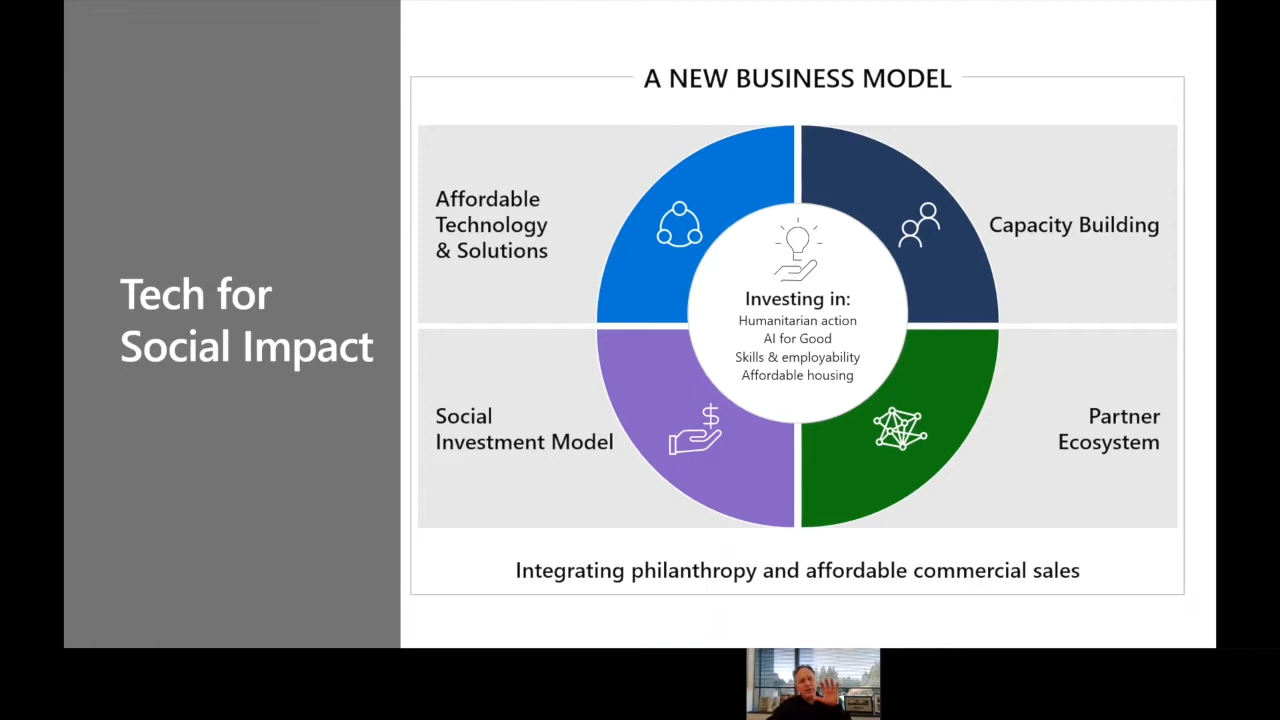 Tech for
Social Impact
A NEW BUSINESS MODEL
Affordable
Technology
& Solutions
Capacity Building
Investing in:
Humanitarian action
AI for Good
Skills & employability
Affordable housing
Social
Investment Model
Partner
Ecosystem
Integrating philanthropy and affordable commercial sales